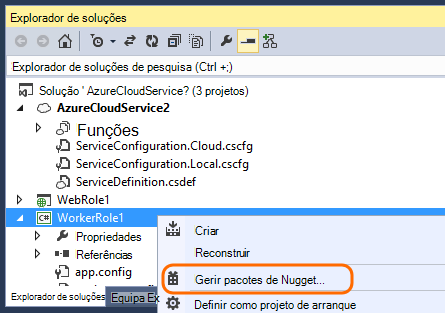 Explorador de soluções
Explorador de soluções de pesquisa (Ctrl +;)
Solução ' AzureCloudService? (3 projetos)
AzureCloudService2
Funções
ServiceConfiguration.Cloud.cscfg
ServiceConfiguration.Local.cscfg
ServiceDefinition.csdef
WebRole1
C# WorkerRole1
Criar
Propriedades
Reconstruir
Referências
app.config
Gerir pacotes de Nugget...
Explorador de soluções
Equipa Ex
Definir como projeto de arranque